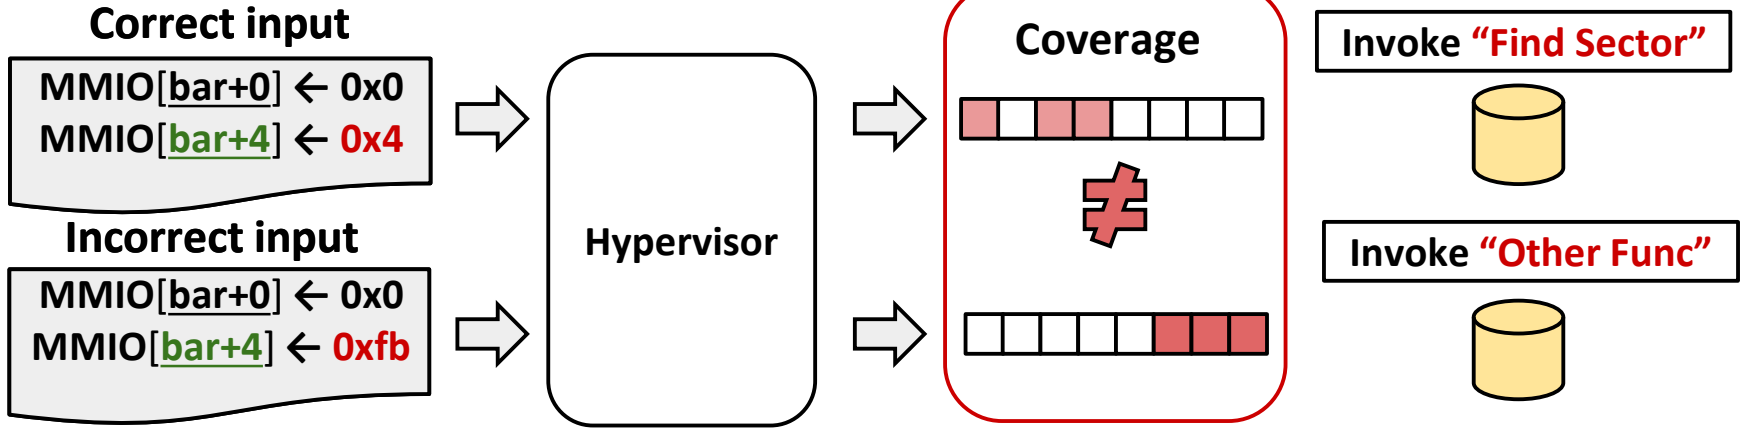 Correct input
MMIO[bar+0] ← 0x0
MMIO[bar+4] ← 0x4
Incorrect input
MMIO[bar+0] ← 0x0
MMIO[bar+4] ← 0xfb
Hypervisor
Coverage
≠
Invoke “Find Sector”
Invoke “Other Func”